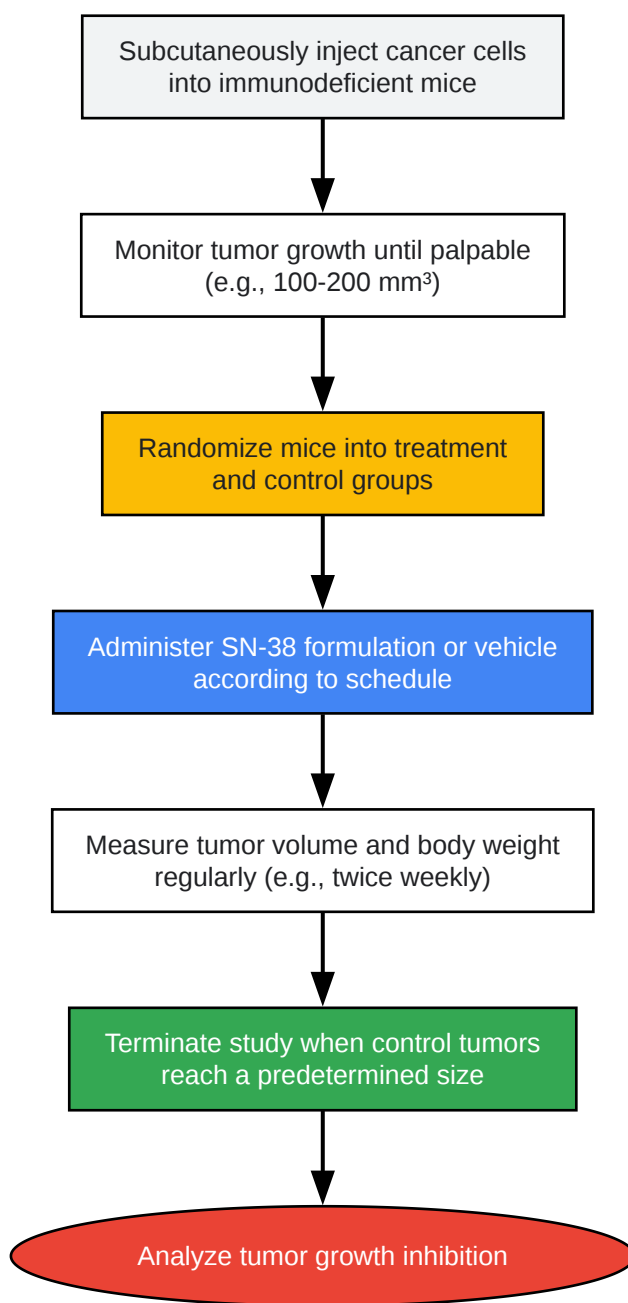 Subcutaneously inject cancer cells
into immunodeficient mice
Monitor tumor growth until palpable
(e.g., 100-200 mm³)
Randomize mice into treatment
and control groups
Administer SN-38 formulation or vehicle
according to schedule
Measure tumor volume and body weight
regularly (e.g., twice weekly)
Terminate study when control tumors
reach a predetermined size
Analyze tumor growth inhibition